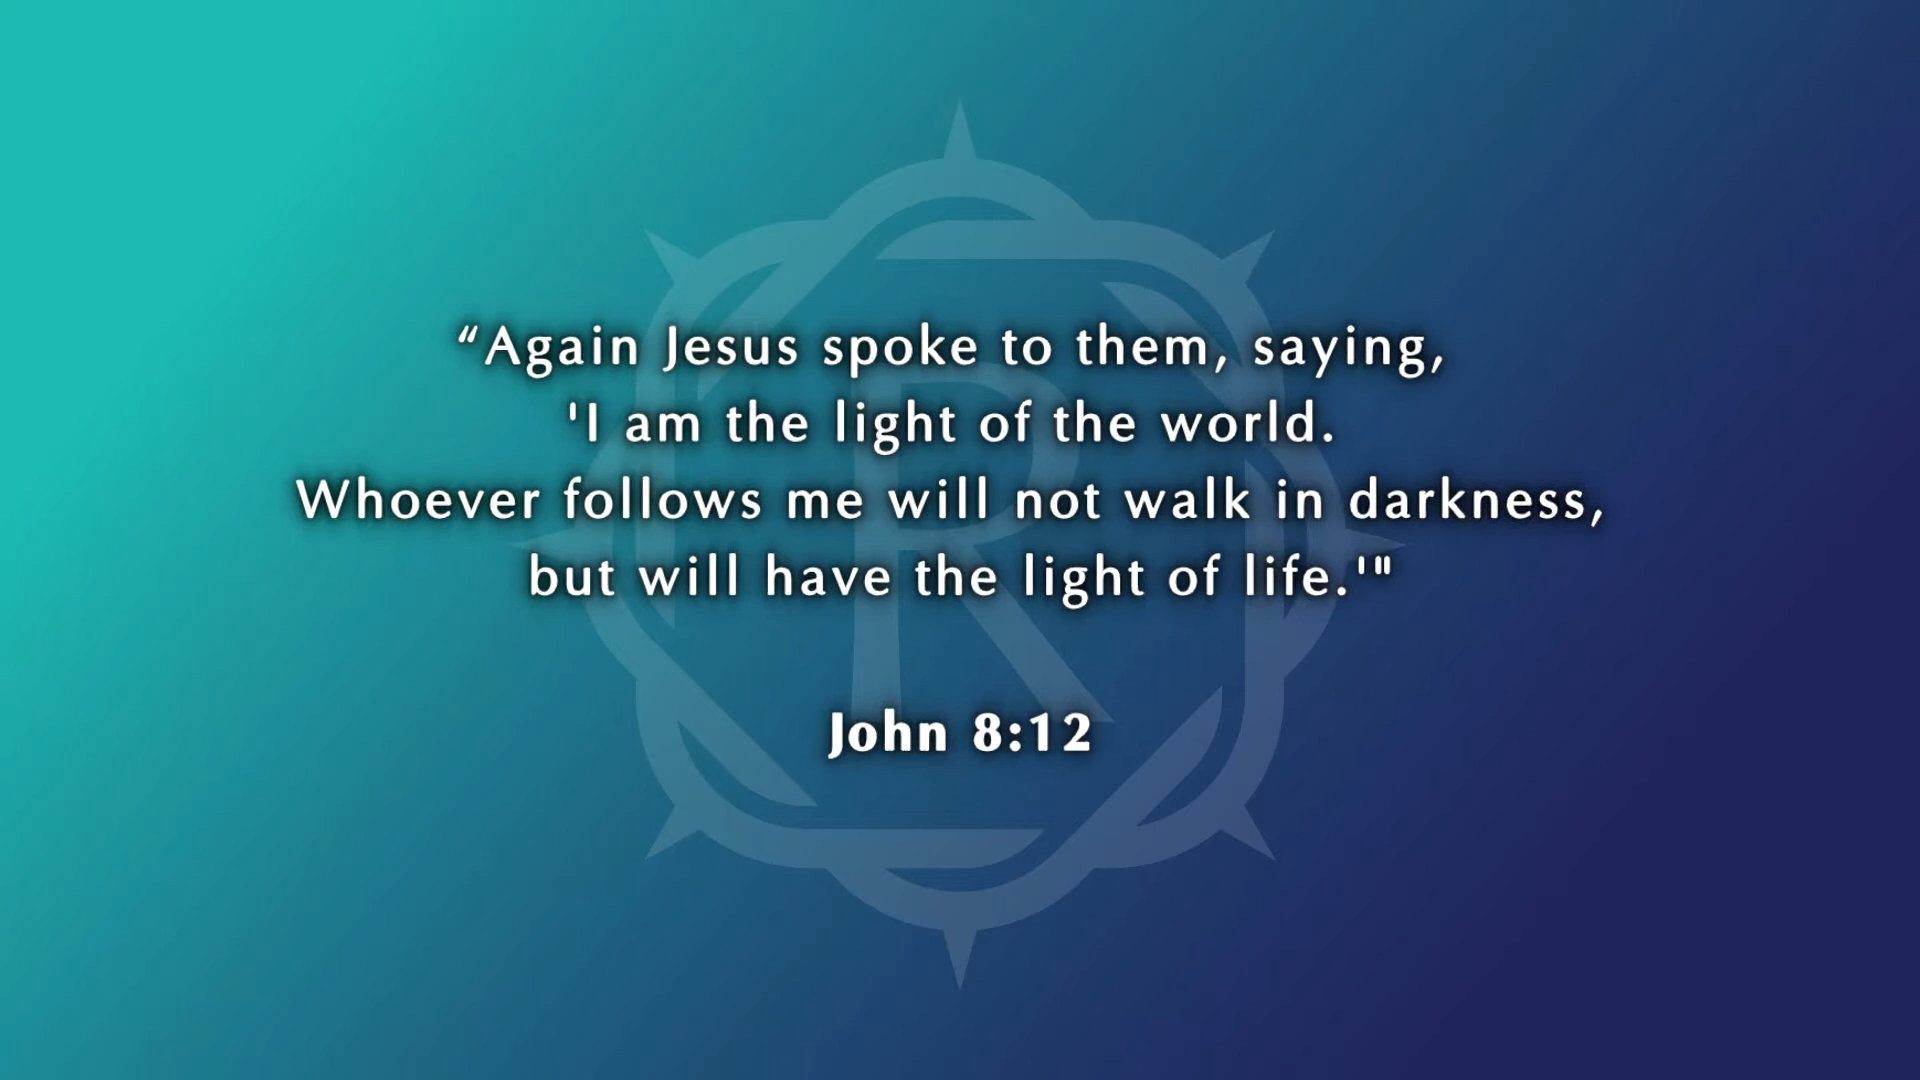 “Again Jesus spoke to them, saying,
'I am the light of the world.
Whoever follows me will not walk in darkness,
but will have the light of life.'"
John 8:12
R